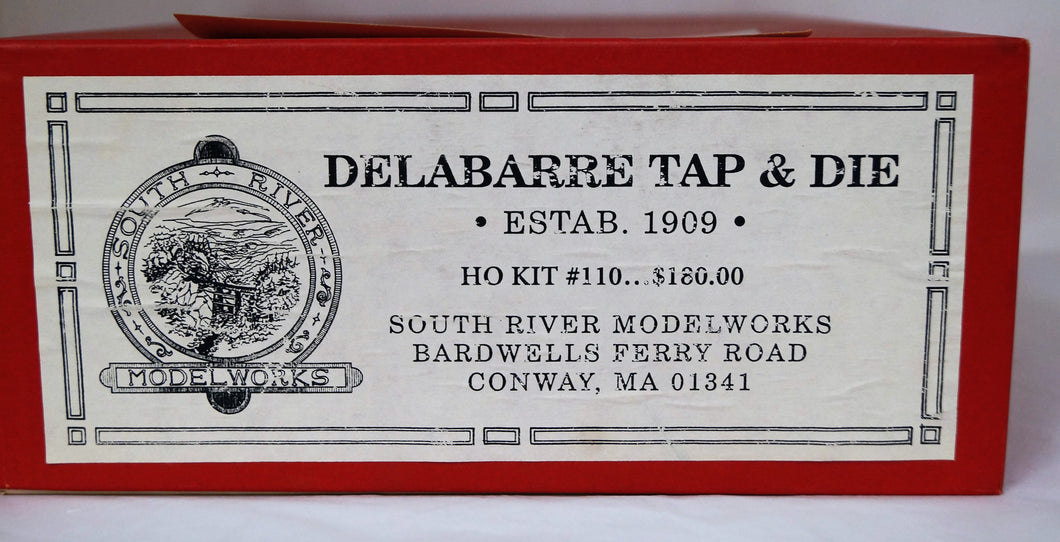 SOUTH RIVER
MODELWORKS
DELABARRE TAP & DIE
• ESTAB. 1909 •
HO KIT #110...$180.00
SOUTH RIVER MODELWORKS
BARDWELLS FERRY ROAD
CONWAY, MA 01341